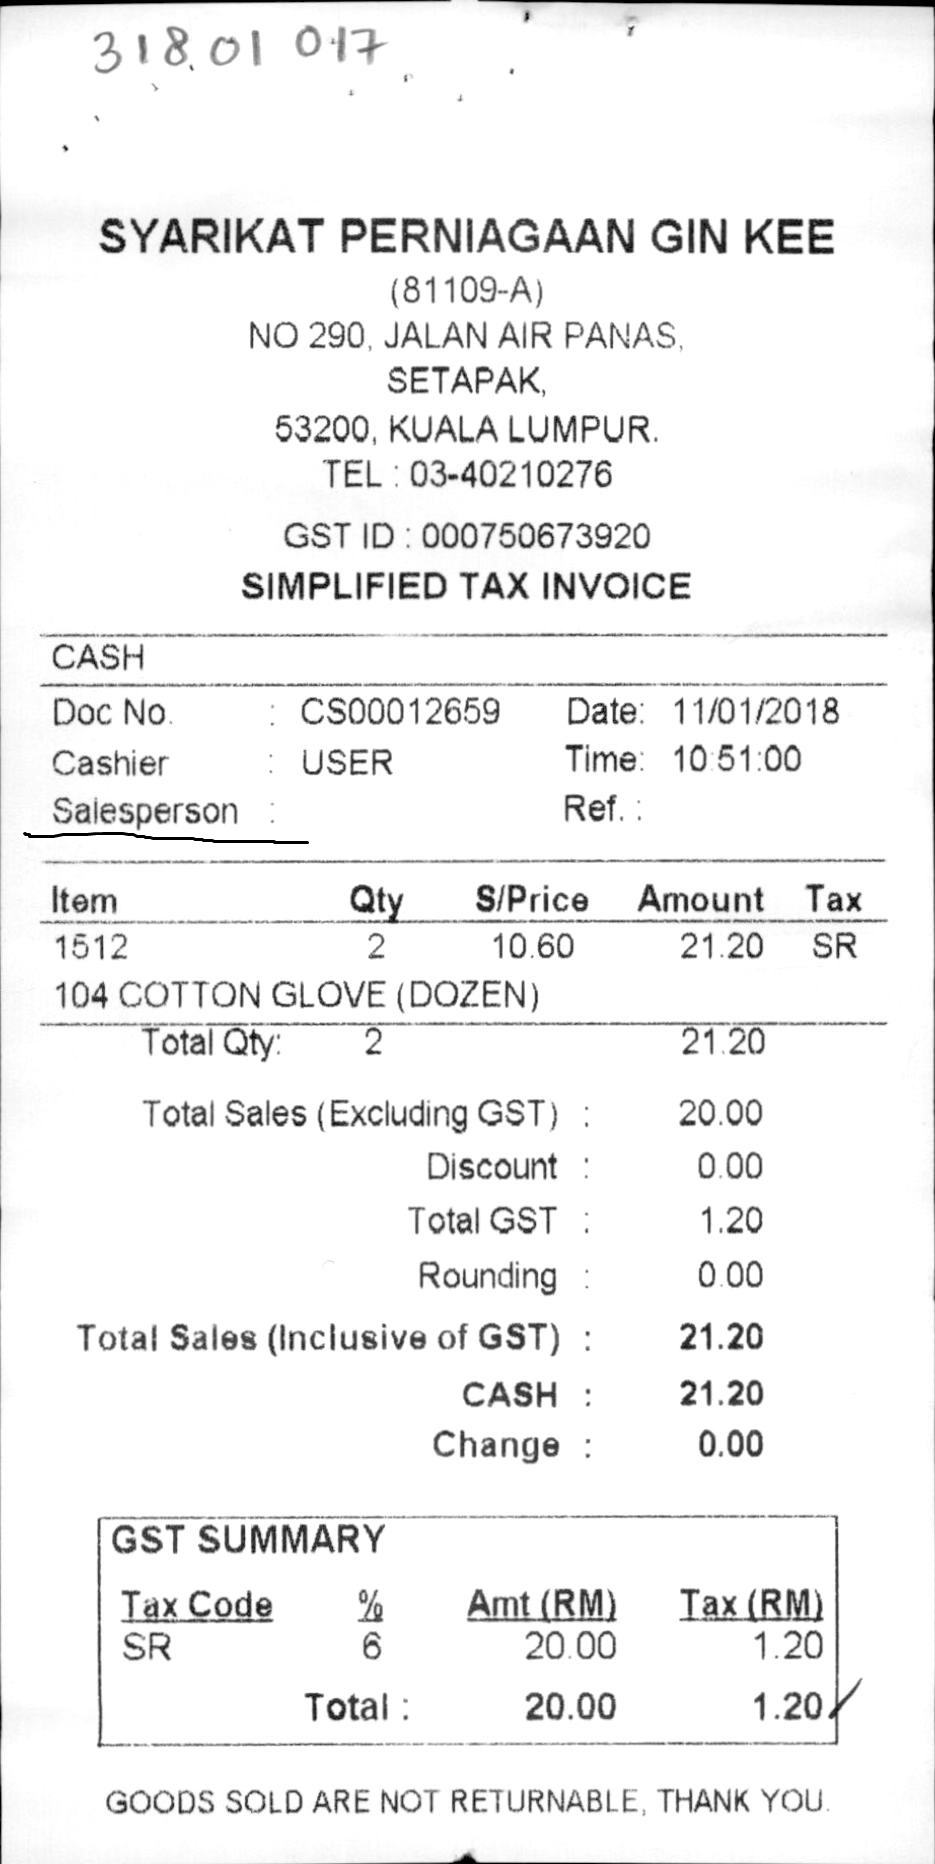 318.01 017
SYARIKAT PERNIAGAAN GIN KEE
(81109-A)
NO 290, JALAN AIR PANAS,
SETAPAK,
53200, KUALA LUMPUR.
TEL : 03-40210276
GST ID : 000750673920
SIMPLIFIED TAX INVOICE
CASH
Doc No. : CS00012659 Date: 11/01/2018
Cashier : USER Time: 10:51:00
Salesperson : Ref. :
Item Qty S/Price Amount Tax
1512 2 10.60 21.20 SR
104 COTTON GLOVE (DOZEN)
Total Qty: 2 21.20
Total Sales (Excluding GST) : 20.00
Discount : 0.00
Total GST : 1.20
Rounding : 0.00
Total Sales (Inclusive of GST) : 21.20
CASH : 21.20
Change : 0.00
GST SUMMARY
Tax Code % Amt (RM) Tax (RM)
SR 6 20.00 1.20
Total : 20.00 1.20
GOODS SOLD ARE NOT RETURNABLE, THANK YOU.